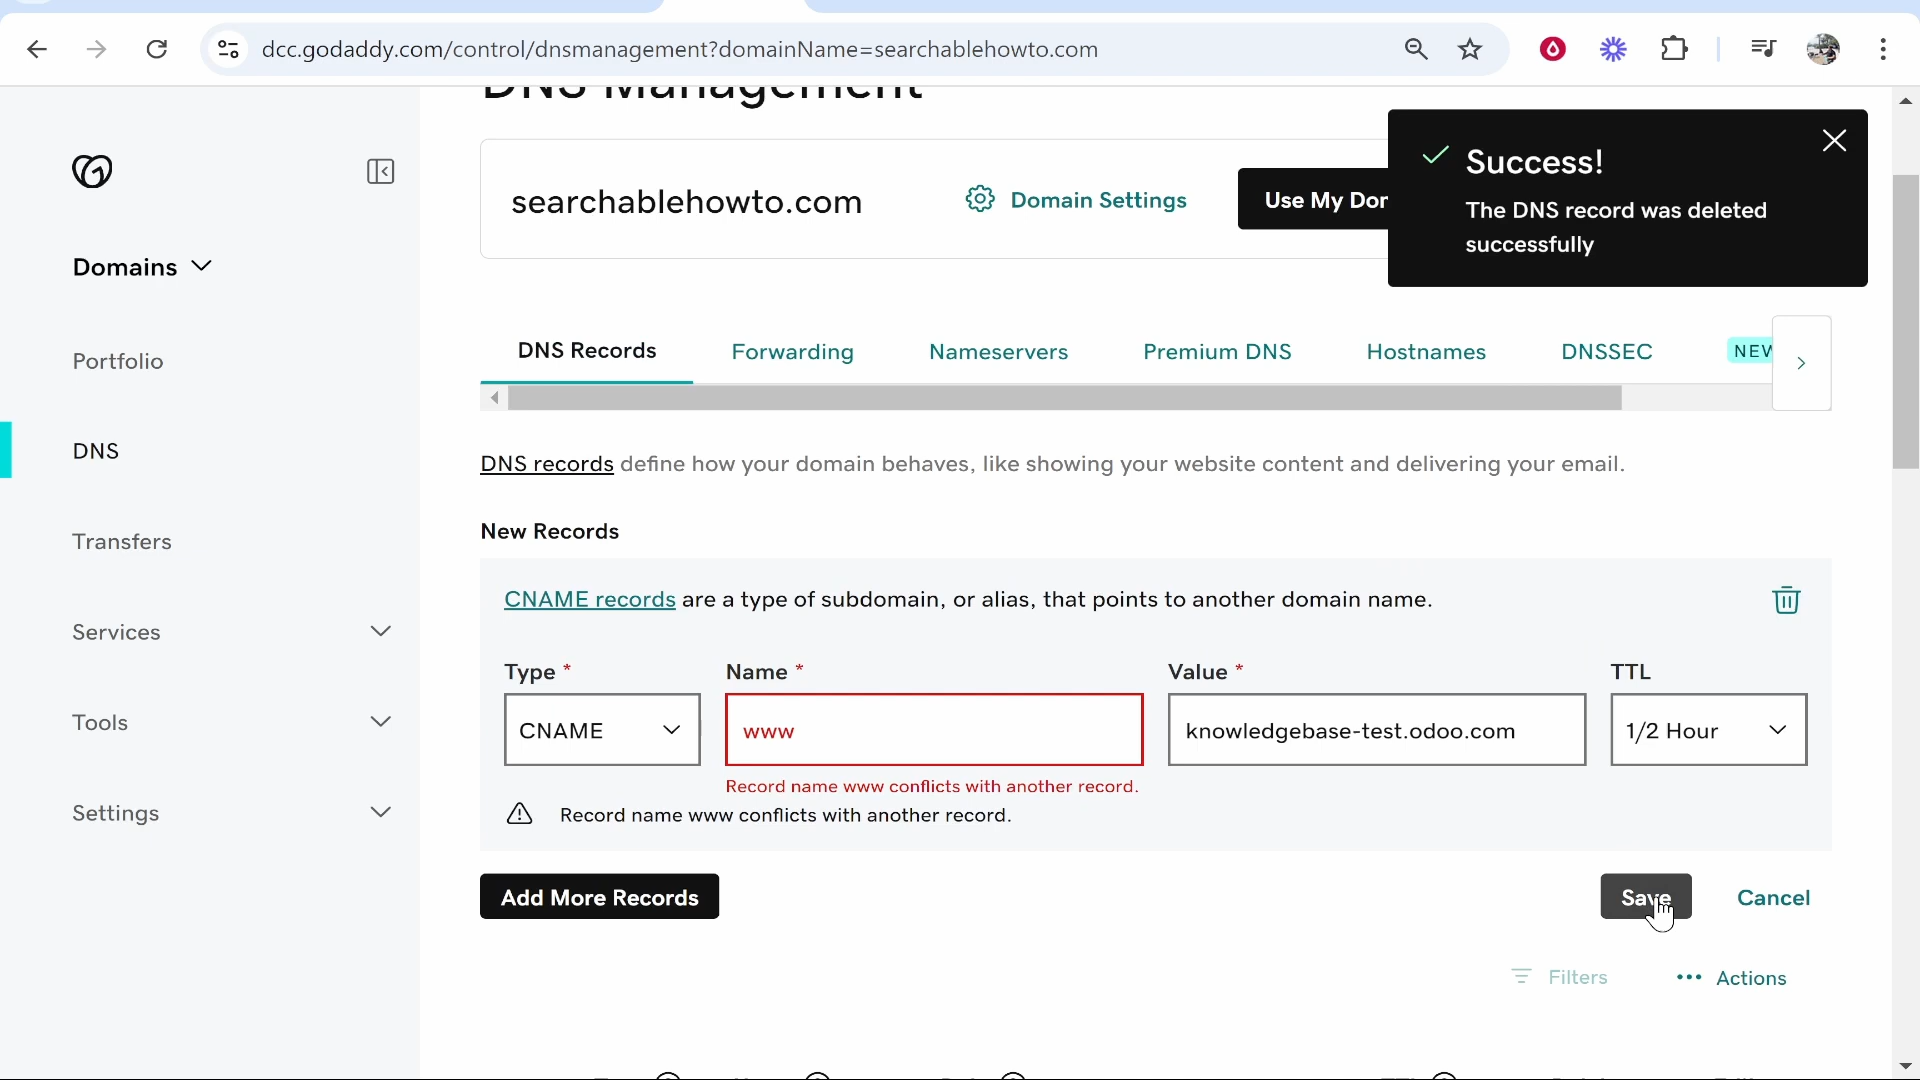 dcc.godaddy.com/control/dnsmanagement?domainName=searchablehowto.com
DNS Management
searchablehowto.com
Domain Settings
Use My Dor
Success!
The DNS record was deleted
successfully
Domains
Portfolio
DNS
Transfers
Services
Tools
Settings
DNS Records
Forwarding
Nameservers
Premium DNS
Hostnames
DNSSEC
NEW
DNS records define how your domain behaves, like showing your website content and delivering your email.
New Records
CNAME records are a type of subdomain, or alias, that points to another domain name.
Type *
Name *
Value *
TTL
CNAME
www
knowledgebase-test.odoo.com
1/2 Hour
Record name www conflicts with another record.
Record name www conflicts with another record.
Add More Records
Save
Cancel
Filters
Actions